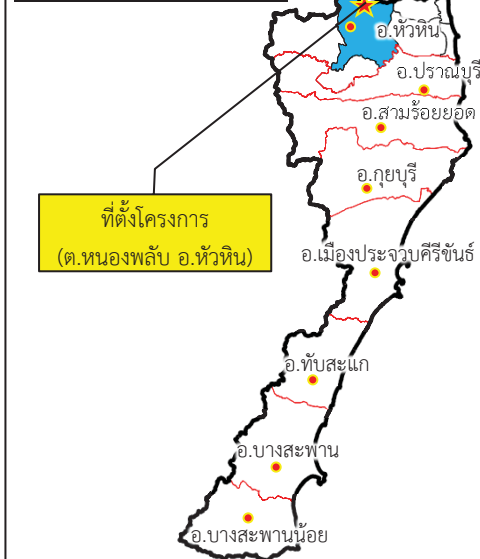 อ.หัวหิน
อ.ปราณบุรี
อ.สามร้อยยอด
อ.กุยบุรี
ที่ตั้งโครงการ
(ต.หนองพลับ อ.หัวหิน)
อ.เมืองประจวบคีรีขันธ์
อ.ทับสะแก
อ.บางสะพาน
อ.บางสะพานน้อย